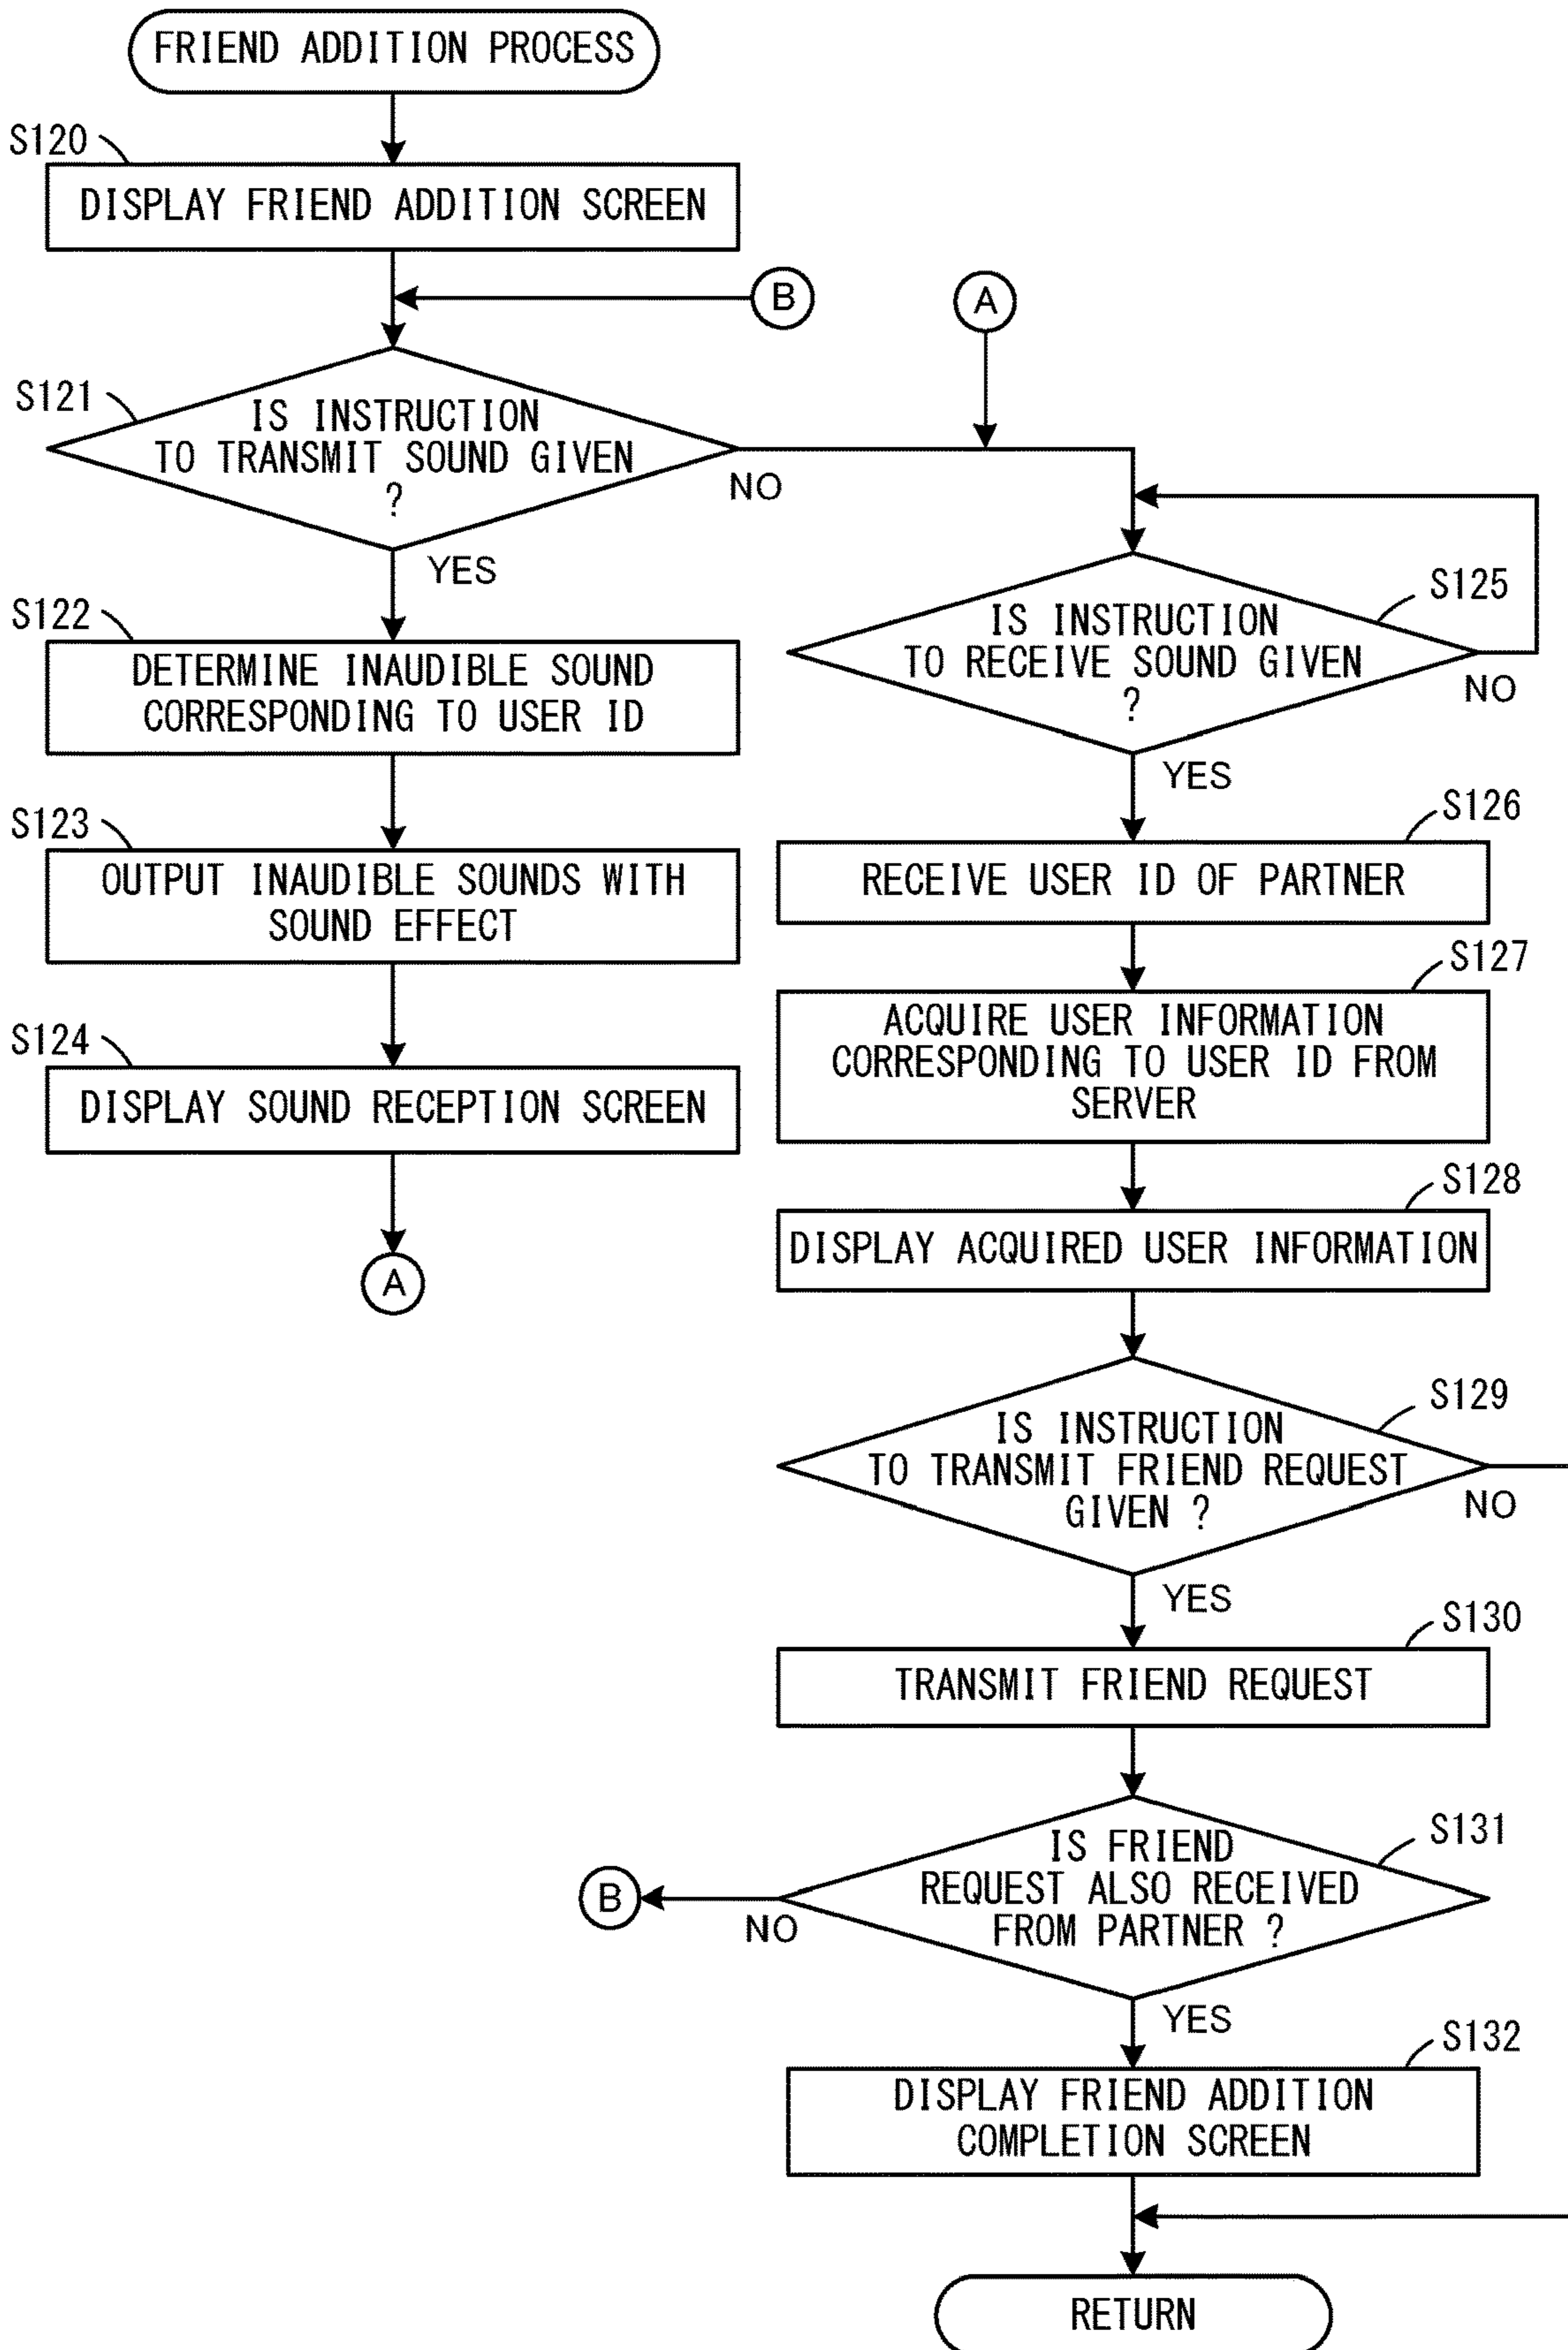 FRIEND ADDITION PROCESS
S120
DISPLAY FRIEND ADDITION SCREEN
B
A
S121
IS INSTRUCTION
TO TRANSMIT SOUND GIVEN
?
NO
YES
S122
DETERMINE INAUDIBLE SOUND
CORRESPONDING TO USER ID
S123
OUTPUT INAUDIBLE SOUNDS WITH
SOUND EFFECT
S124
DISPLAY SOUND RECEPTION SCREEN
A
S125
IS INSTRUCTION
TO RECEIVE SOUND GIVEN
?
NO
YES
S126
RECEIVE USER ID OF PARTNER
S127
ACQUIRE USER INFORMATION
CORRESPONDING TO USER ID FROM
SERVER
S128
DISPLAY ACQUIRED USER INFORMATION
S129
IS INSTRUCTION
TO TRANSMIT FRIEND REQUEST
GIVEN ?
NO
YES
S130
TRANSMIT FRIEND REQUEST
S131
IS FRIEND
REQUEST ALSO RECEIVED
FROM PARTNER ?
B
NO
YES
S132
DISPLAY FRIEND ADDITION
COMPLETION SCREEN
RETURN